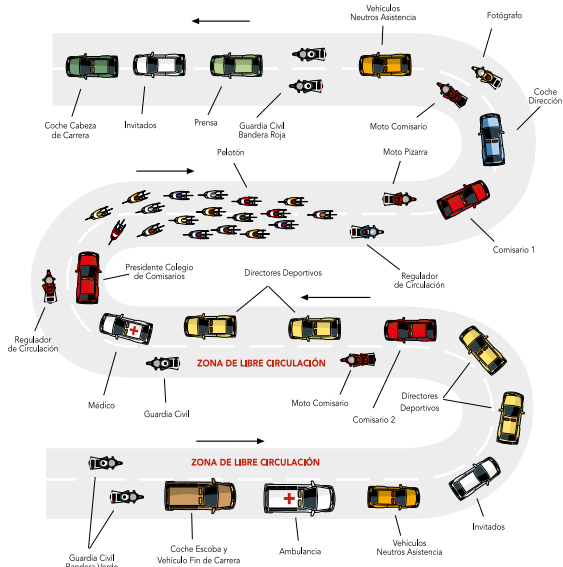 Vehículos
Neutros Asistencia
Fotógrafo
Coche
Dirección
Coche Cabeza
de Carrera
Invitados
Prensa
Guardia Civil
Bandera Roja
Moto Comisario
Pelotón
Moto Pizarra
Comisario 1
Regulador
de Circulación
Presidente Colegio
de Comisarios
Directores Deportivos
Regulador
de Circulación
Médico
ZONA DE LIBRE CIRCULACIÓN
Guardia Civil
Moto Comisario
Comisario 2
Directores
Deportivos
ZONA DE LIBRE CIRCULACIÓN
Invitados
Guardia Civil
Bandera Verde
Coche Escoba y
Vehículo Fin de Carrera
Ambulancia
Vehículos
Neutros Asistencia